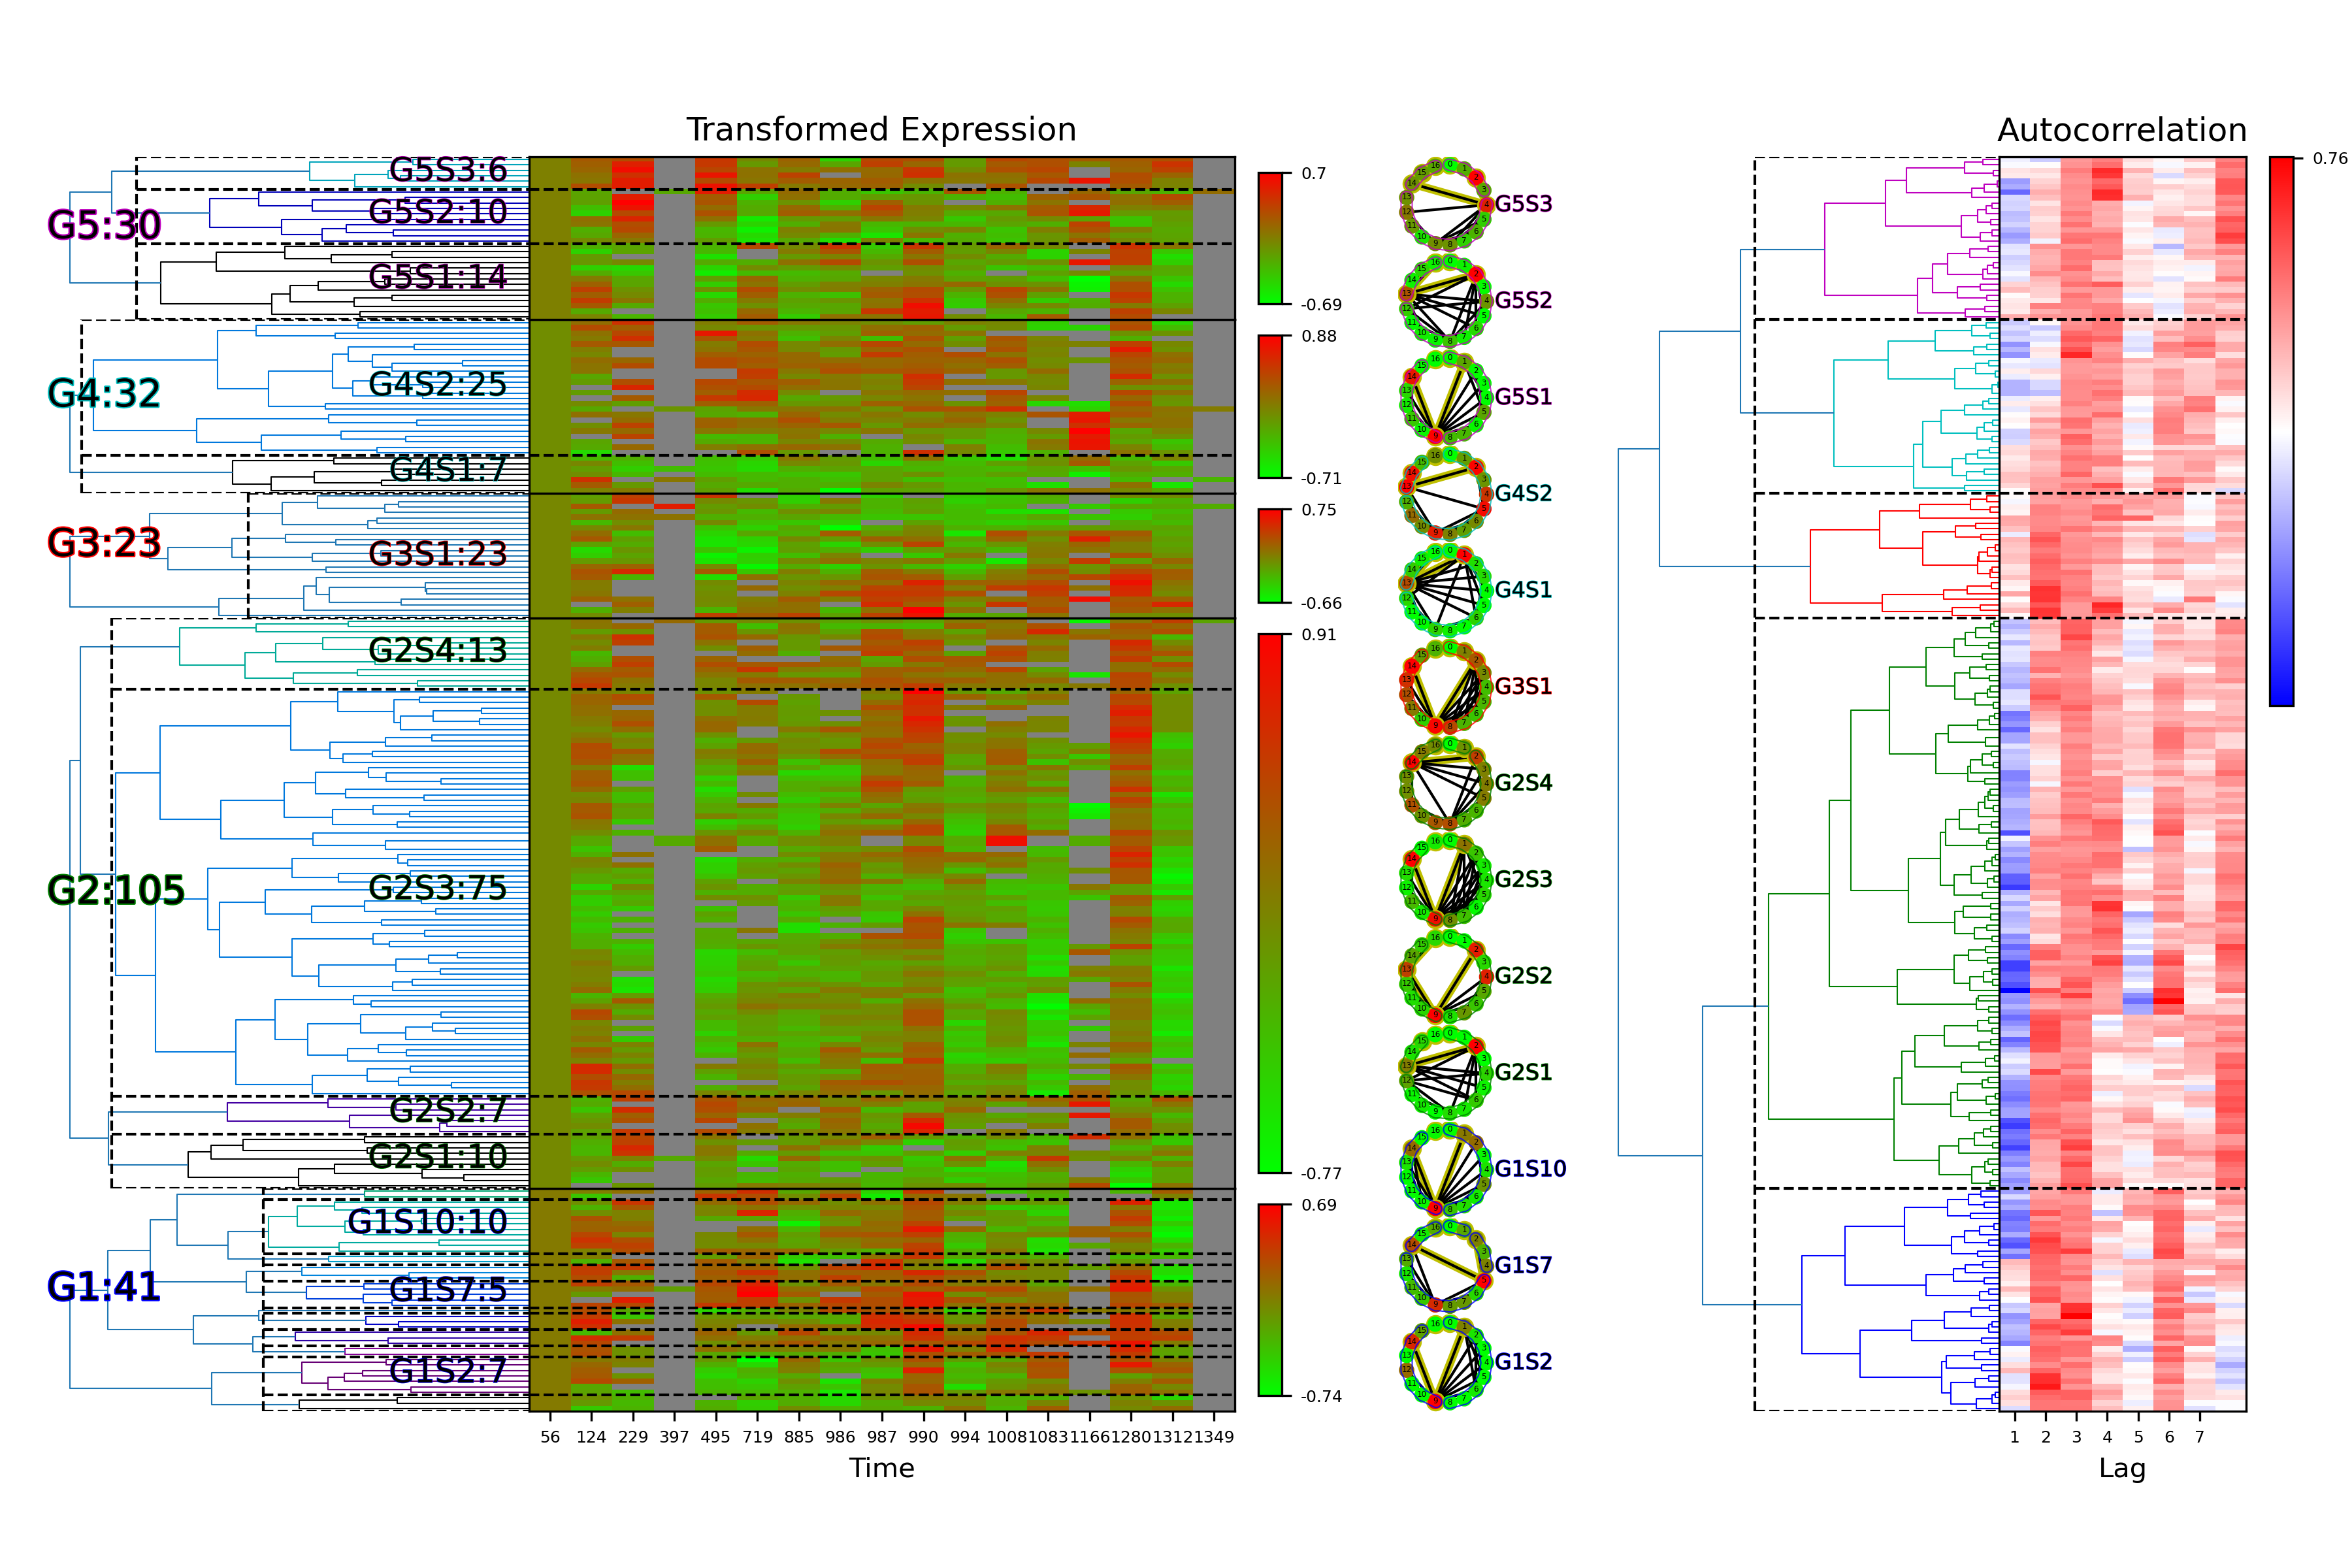 Transformed Expression
Autocorrelation
G5:30
G4:32
G3:23
G2:105
G1:41
G5S3:6
G5S2:10
G5S1:14
G4S2:25
G4S1:7
G3S1:23
G2S4:13
G2S3:75
G2S2:7
G2S1:10
G1S10:10
G1S7:5
G1S2:7
0.7
-0.69
0.88
-0.71
0.75
-0.66
0.91
-0.77
0.69
-0.74
G5S3
G5S2
G5S1
G4S2
G4S1
G3S1
G2S4
G2S3
G2S2
G2S1
G1S10
G1S7
G1S2
0.76
56 124 229 397 495 719 885 986 987 990 994 1008 1083 1166 1280 1312 1349
Time
1 2 3 4 5 6 7
Lag